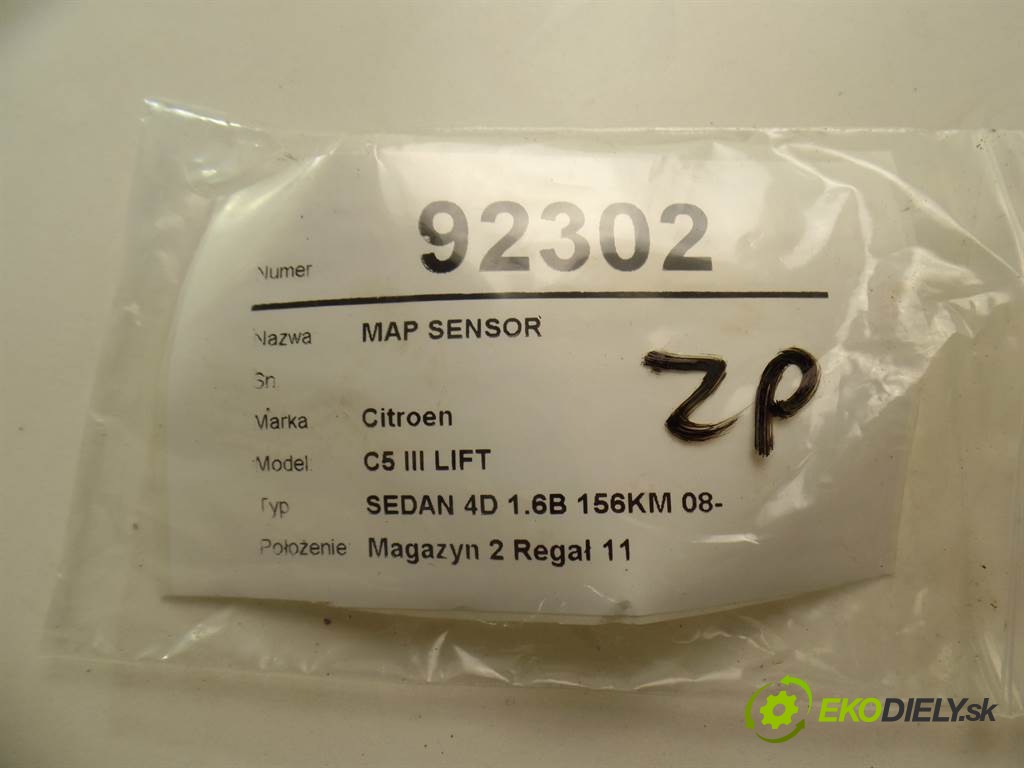 Numer 92302
Nazwa MAP SENSOR
Sn
Marka Citroen
Model: C5 III LIFT
Typ SEDAN 4D 1.6B 156KM 08-
Położenie: Magazyn 2 Regał 11
ZP
EKODIELY.sk